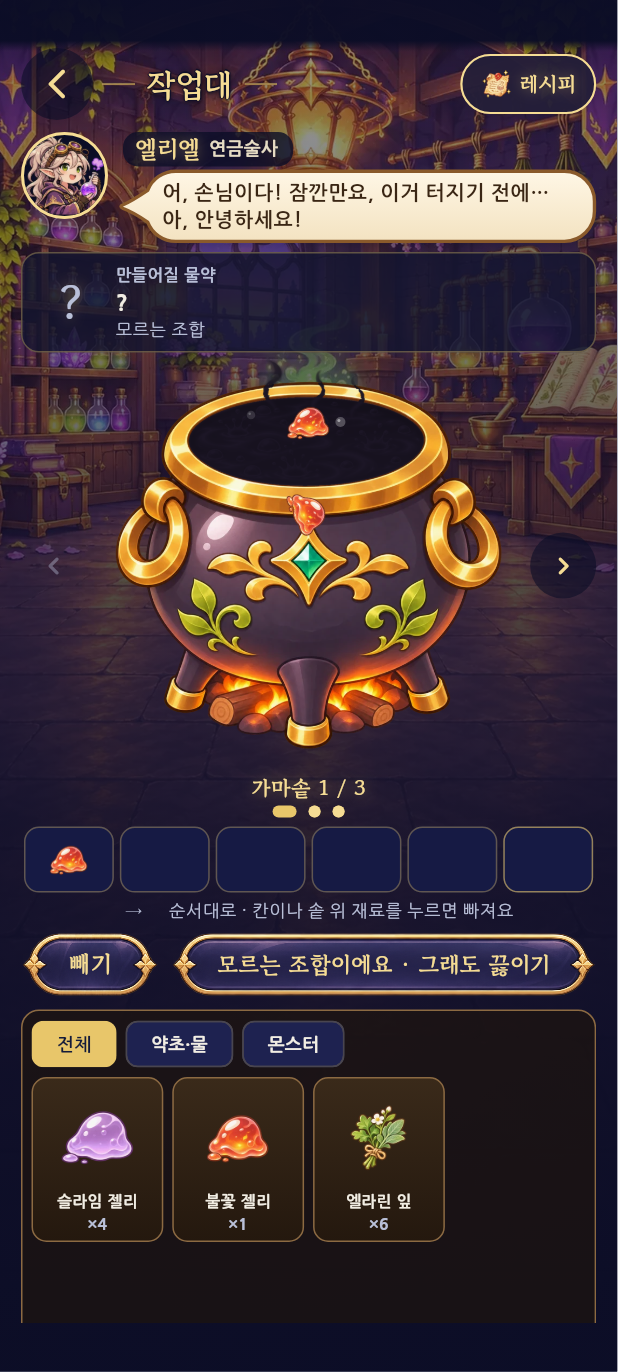 작업대
레시피
엘리엘 연금술사
어, 손님이다! 잠깐만요, 이거 터지기 전에…
아, 안녕하세요!
만들어질 물약
?
?
모르는 조합
가마솥 1 / 3
→ 순서대로 · 칸이나 솥 위 재료를 누르면 빠져요
빼기
모르는 조합이에요 · 그래도 끓이기
전체
약초·물
몬스터
슬라임 젤리
×4
불꽃 젤리
×1
엘라린 잎
×6